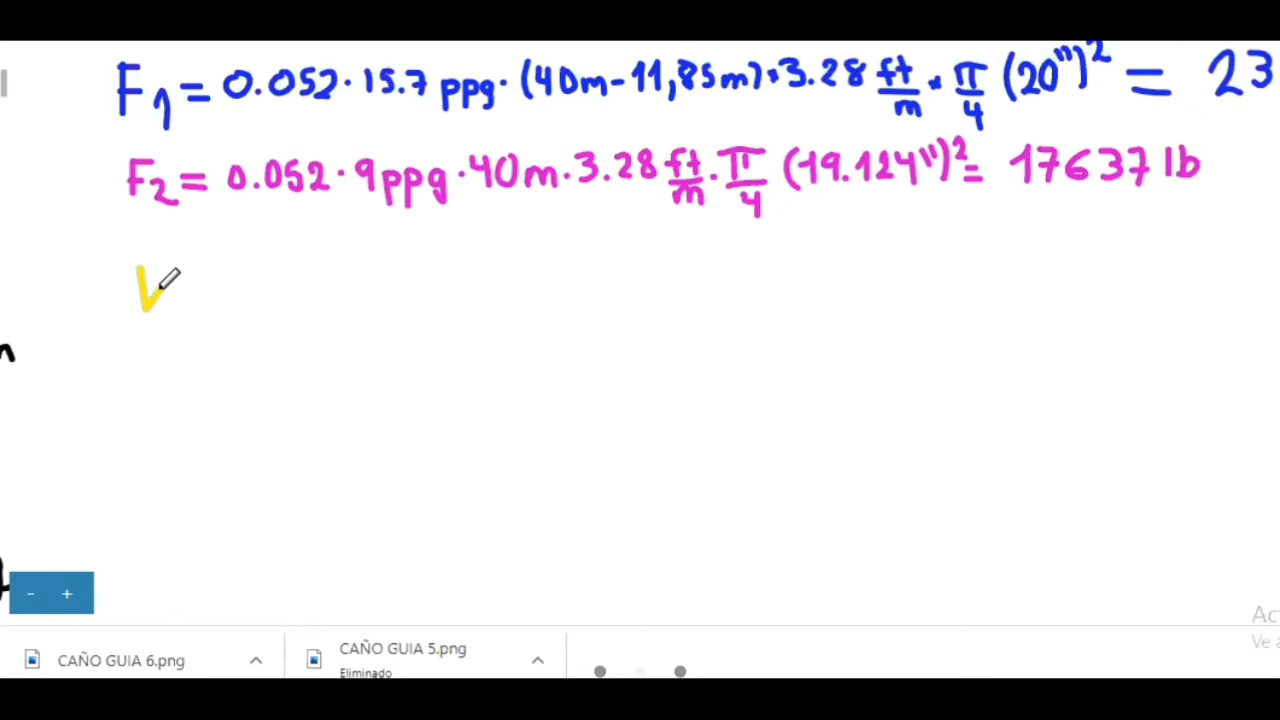 F1 = 0.052 · 15.7 ppg · (40m - 11,85m) · 3.28 ft/m · π/4 (20")² = 23
F2 = 0.052 · 9ppg · 40m · 3.28 ft/m · π/4 (19.124")² = 17637 lb
V
- +
CAÑO GUIA 6.png
CAÑO GUIA 5.png
Eliminado